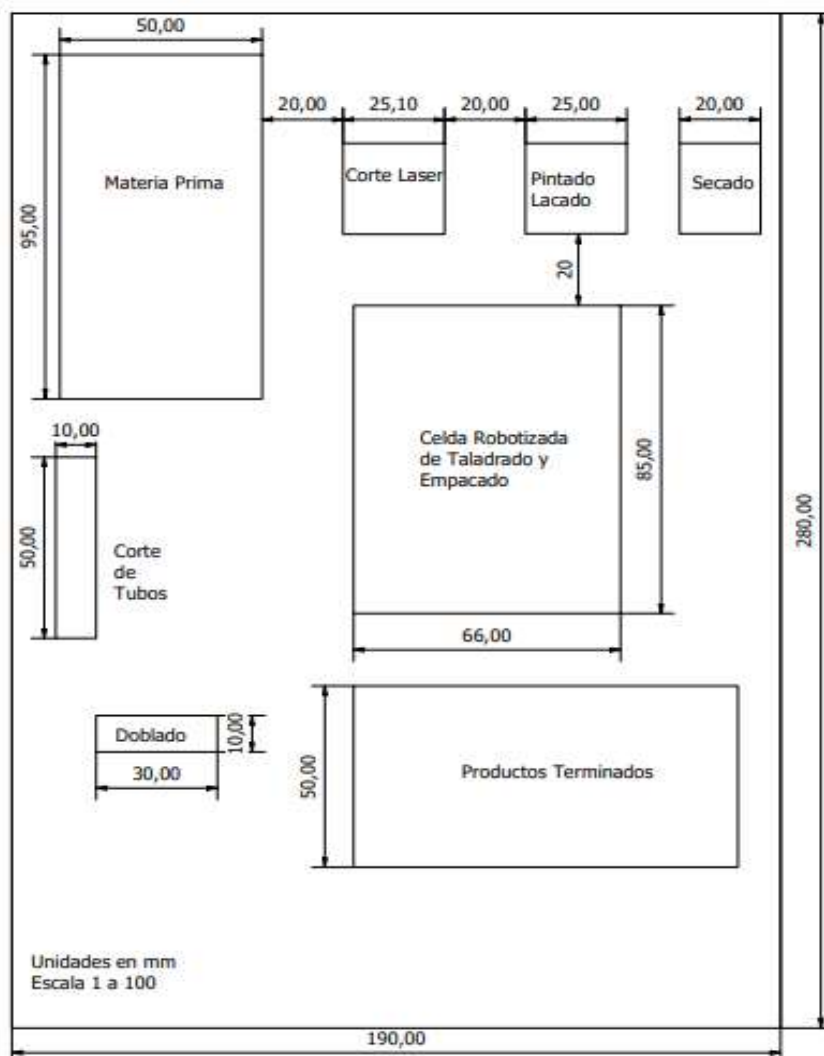 50,00
20,00
25,10
20,00
25,00
20,00
Materia Prima
Corte Laser
Pintado
Lacado
Secado
95,00
20
10,00
Celda Robotizada
de Taladrado y
Empacado
85,00
280,00
50,00
Corte
de
Tubos
66,00
Doblado
10,00
30,00
50,00
Productos Terminados
Unidades en mm
Escala 1 a 100
190,00